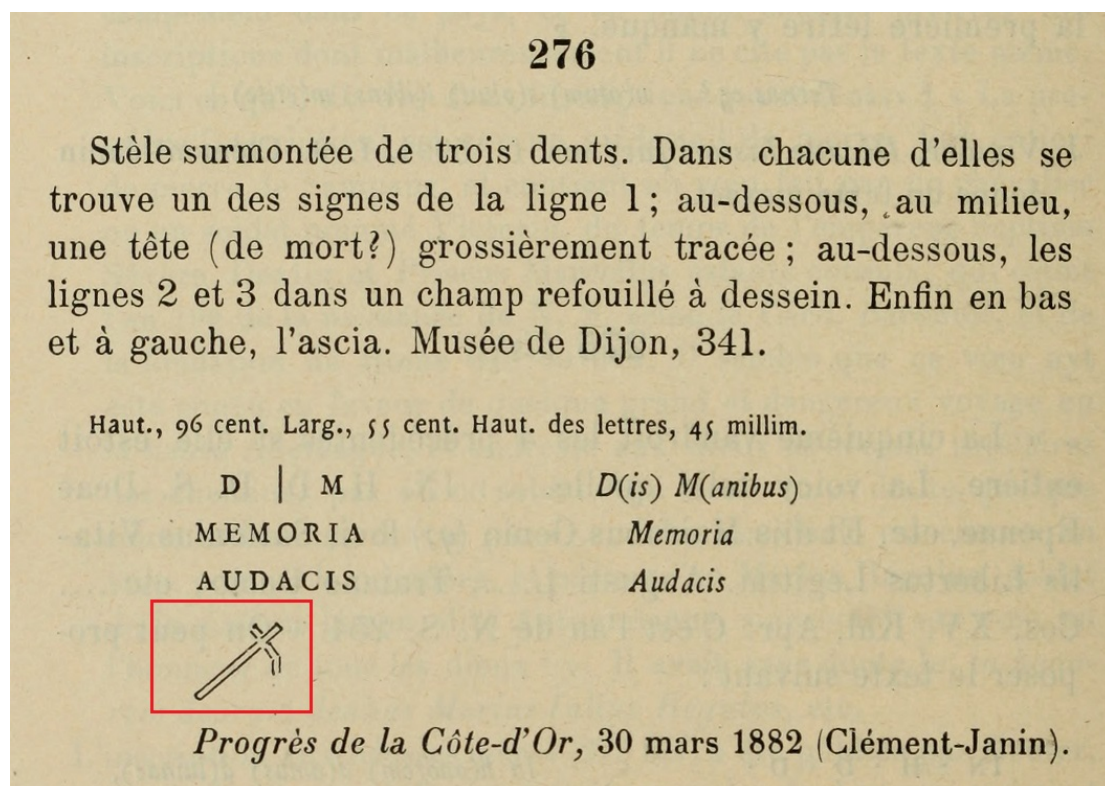 276
Stèle surmontée de trois dents. Dans chacune d'elles se
trouve un des signes de la ligne 1 ; au-dessous, au milieu,
une tête (de mort?) grossièrement tracée ; au-dessous, les
lignes 2 et 3 dans un champ refouillé à dessein. Enfin en bas
et à gauche, l'ascia. Musée de Dijon, 341.
Haut., 96 cent. Larg., 55 cent. Haut. des lettres, 45 millim.
D | M D(is) M(anibus)
MEMORIA Memoria
AUDACIS Audacis
Progrès de la Côte-d'Or, 30 mars 1882 (Clément-Janin).